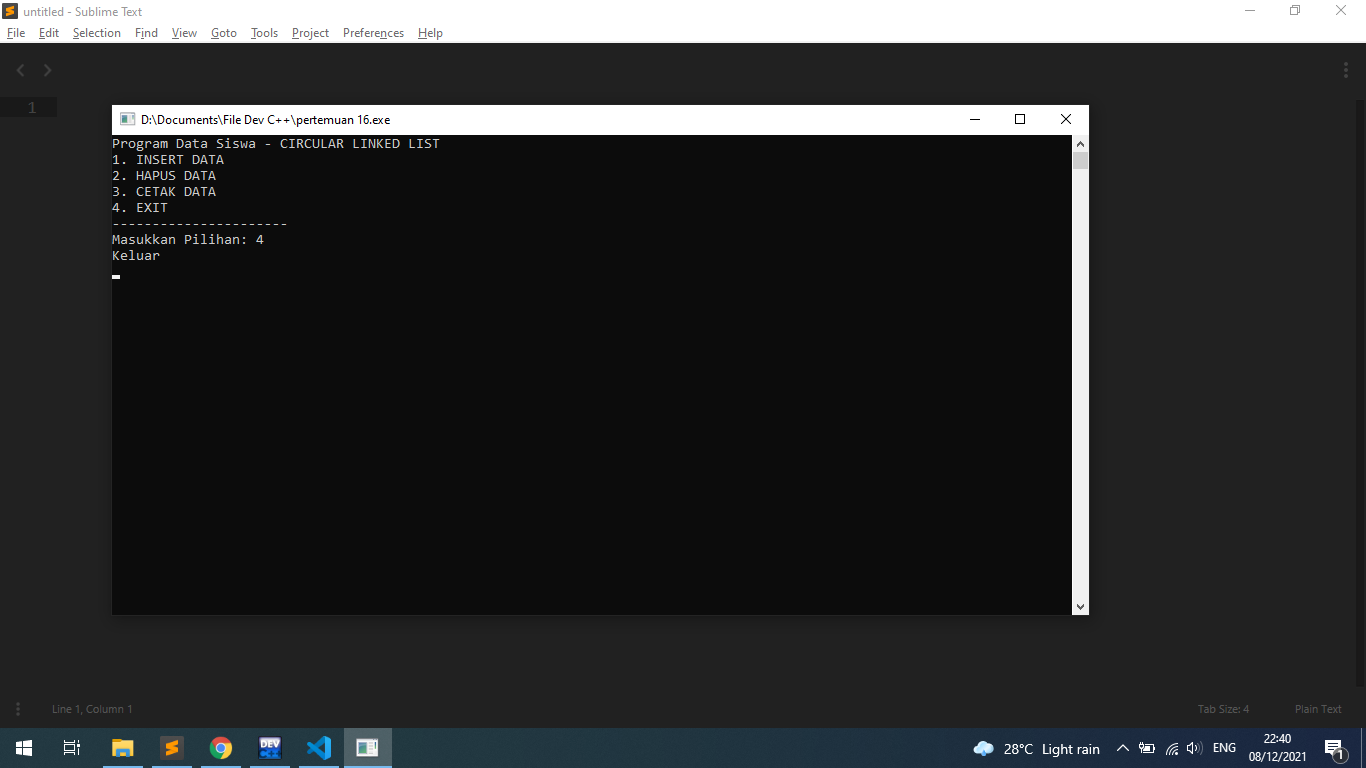 untitled - Sublime Text
File Edit Selection Find View Goto Tools Project Preferences Help
1
D:\Documents\File Dev C++\pertemuan 16.exe
Program Data Siswa - CIRCULAR LINKED LIST
1. INSERT DATA
2. HAPUS DATA
3. CETAK DATA
4. EXIT
----------------------
Masukkan Pilihan: 4
Keluar
Line 1, Column 1
Tab Size: 4
Plain Text
DEV
28°C Light rain
ENG
22:40
08/12/2021
1